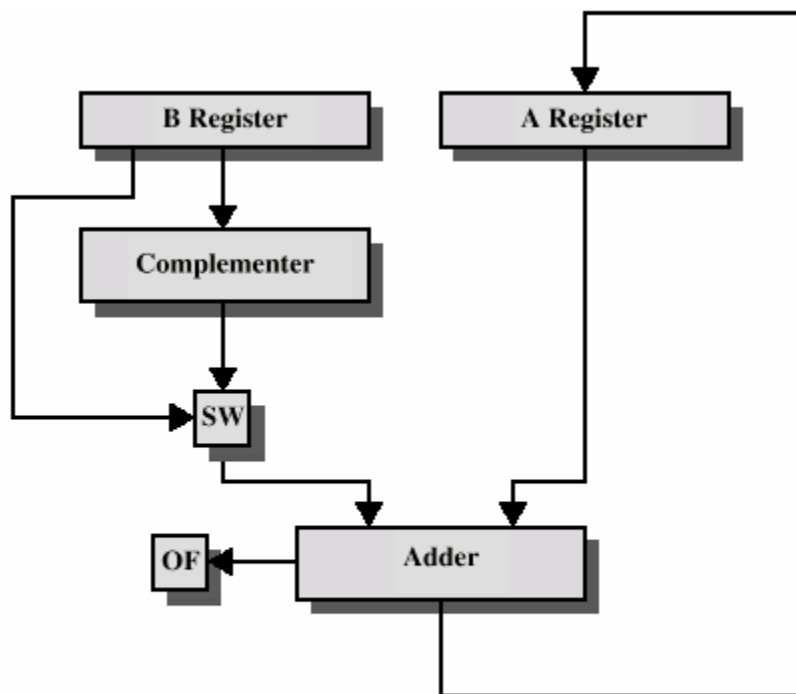 B Register
A Register
Complementer
SW
OF
Adder